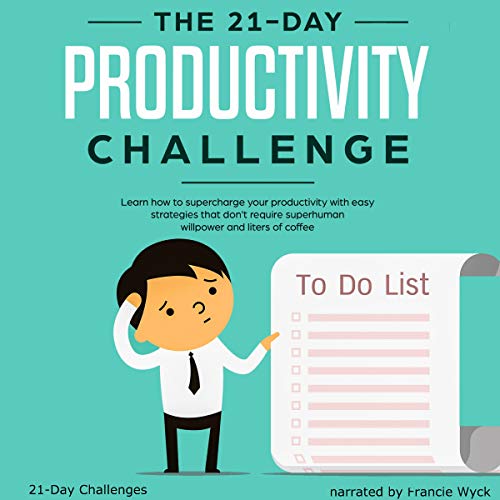 THE 21-DAY
PRODUCTIVITY
CHALLENGE
Learn how to supercharge your productivity with easy
strategies that don't require superhuman
willpower and liters of coffee
To Do List
21-Day Challenges
narrated by Francie Wyck